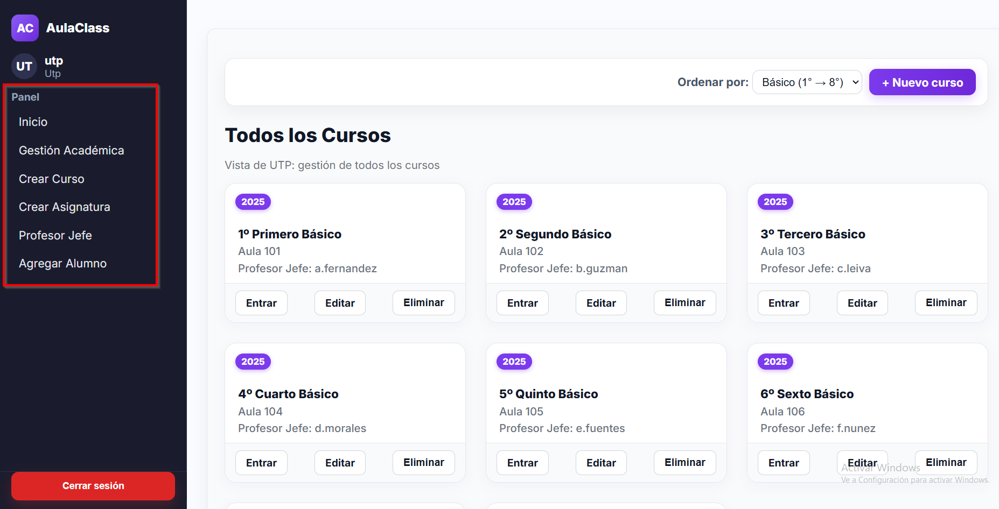 AC AulaClass
UT utp
Utp
Panel
Inicio
Gestión Académica
Crear Curso
Crear Asignatura
Profesor Jefe
Agregar Alumno
Cerrar sesión
Ordenar por: Básico (1° → 8°) + Nuevo curso
Todos los Cursos
Vista de UTP: gestión de todos los cursos
2025
1º Primero Básico
Aula 101
Profesor Jefe: a.fernandez
Entrar Editar Eliminar
2025
2º Segundo Básico
Aula 102
Profesor Jefe: b.guzman
Entrar Editar Eliminar
2025
3º Tercero Básico
Aula 103
Profesor Jefe: c.leiva
Entrar Editar Eliminar
2025
4º Cuarto Básico
Aula 104
Profesor Jefe: d.morales
Entrar Editar Eliminar
2025
5º Quinto Básico
Aula 105
Profesor Jefe: e.fuentes
Entrar Editar Eliminar
2025
6º Sexto Básico
Aula 106
Profesor Jefe: f.nunez
Entrar Editar Eliminar
Activar Windows
Ve a Configuración para activar Windows.